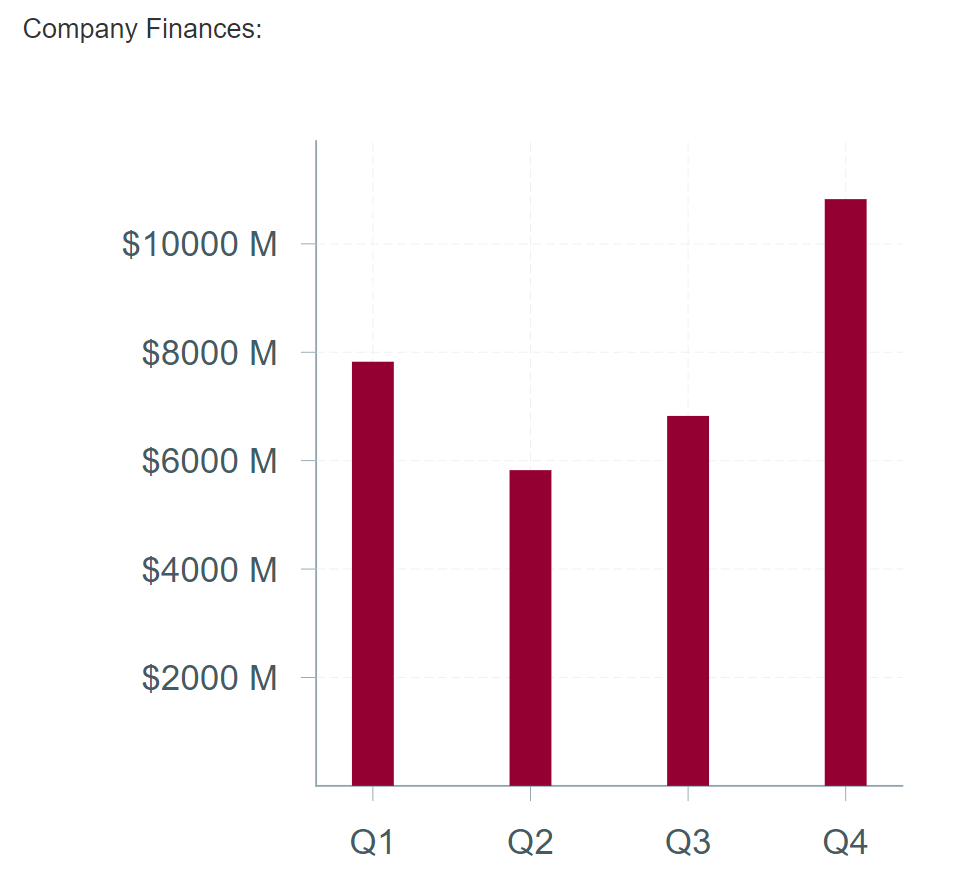 Company Finances:
$10000 M
$8000 M
$6000 M
$4000 M
$2000 M
Q1 Q2 Q3 Q4